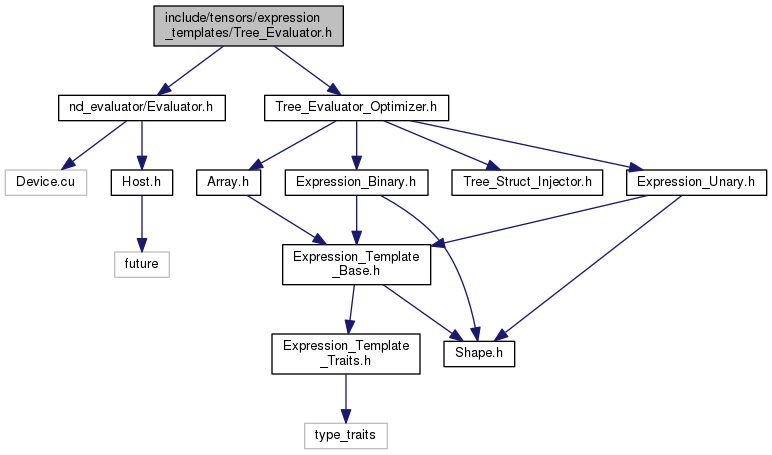 include/tensors/expression
_templates/Tree_Evaluator.h
nd_evaluator/Evaluator.h
Tree_Evaluator_Optimizer.h
Device.cu
Host.h
Array.h
Expression_Binary.h
Tree_Struct_Injector.h
Expression_Unary.h
future
Expression_Template
_Base.h
Expression_Template
_Traits.h
Shape.h
type_traits